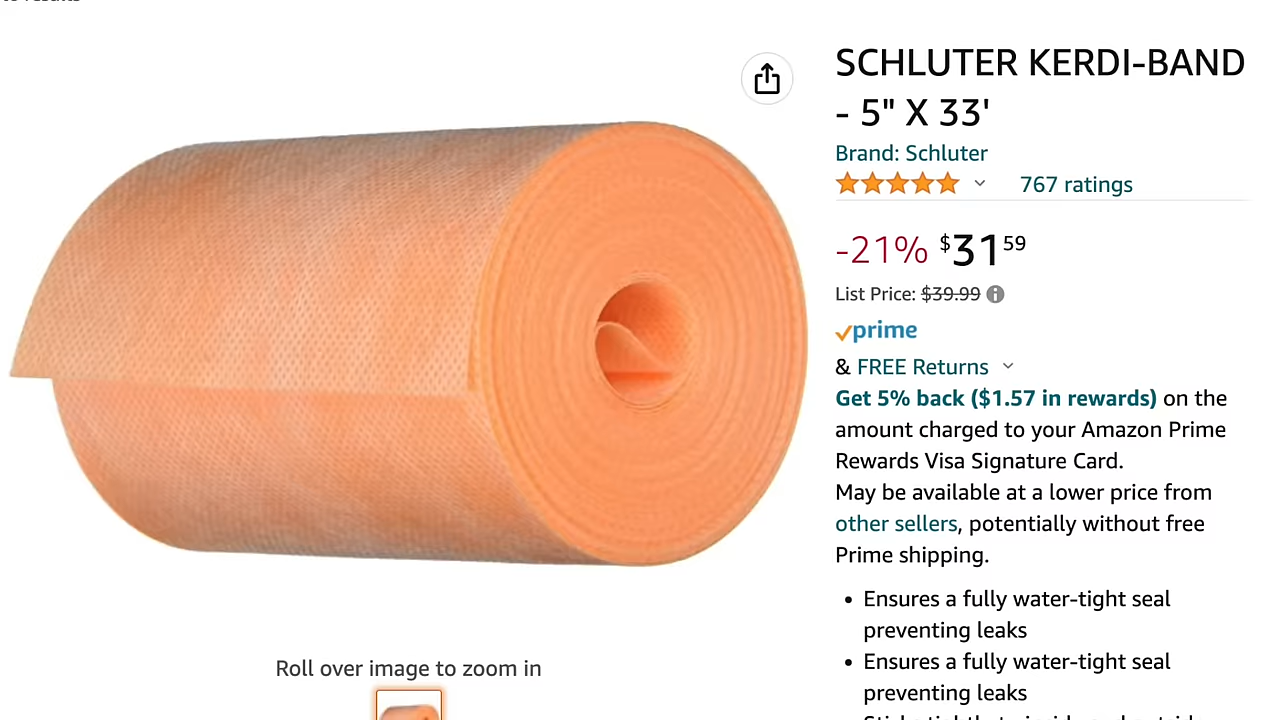 SCHLUTER KERDI-BAND
- 5" X 33'
Brand: Schluter
767 ratings
-21% $31 59
List Price: $39.99
prime
& FREE Returns
Get 5% back ($1.57 in rewards) on the
amount charged to your Amazon Prime
Rewards Visa Signature Card.
May be available at a lower price from
other sellers, potentially without free
Prime shipping.
• Ensures a fully water-tight seal
preventing leaks
• Ensures a fully water-tight seal
preventing leaks
Roll over image to zoom in